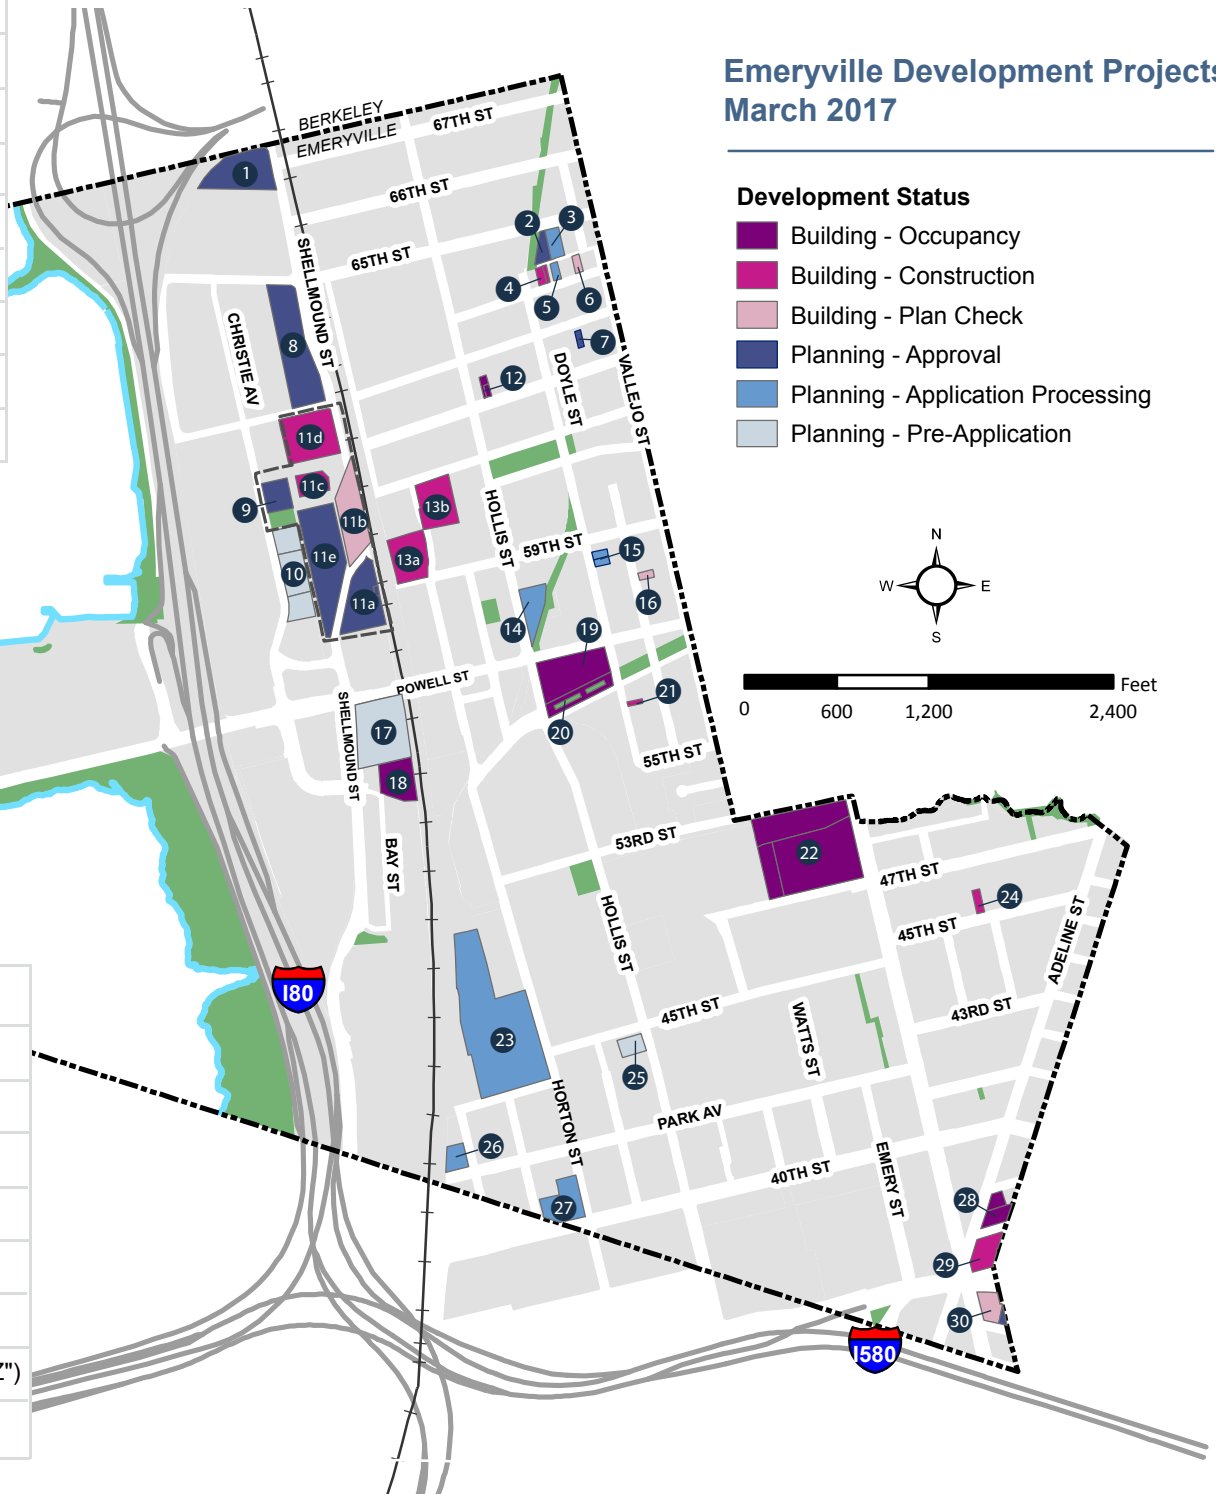 Emeryville Development Projects
March 2017
Development Status
Building - Occupancy
Building - Construction
Building - Plan Check
Planning - Approval
Planning - Application Processing
Planning - Pre-Application
N
W
E
S
Feet
0
600
1,200
2,400
BERKELEY
EMERYVILLE
67TH ST
66TH ST
65TH ST
SHELLMOUND ST
CHRISTIE AV
DOYLE ST
VALLEJO ST
HOLLIS ST
59TH ST
POWELL ST
SHELLMOUND ST
55TH ST
53RD ST
BAY ST
HOLLIS ST
47TH ST
45TH ST
ADELINE ST
45TH ST
43RD ST
WATTS ST
HORTON ST
PARK AV
40TH ST
EMERY ST
I80
I580
1
2
3
4
5
6
7
8
9
10
11a
11b
11c
11d
11e
12
13a
13b
14
15
16
17
18
19
20
21
22
23
24
25
26
27
28
29
30
")